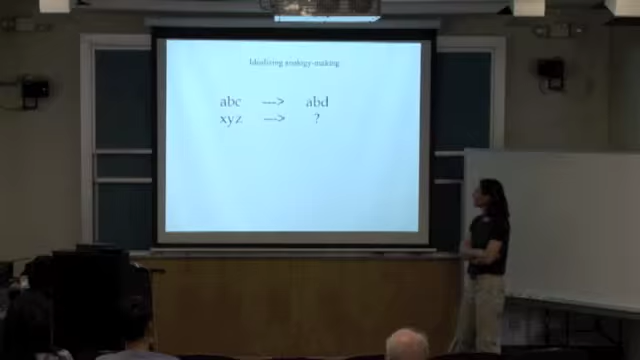 Idealizing analogy-making
abc ---> abd
xyz ---> ?